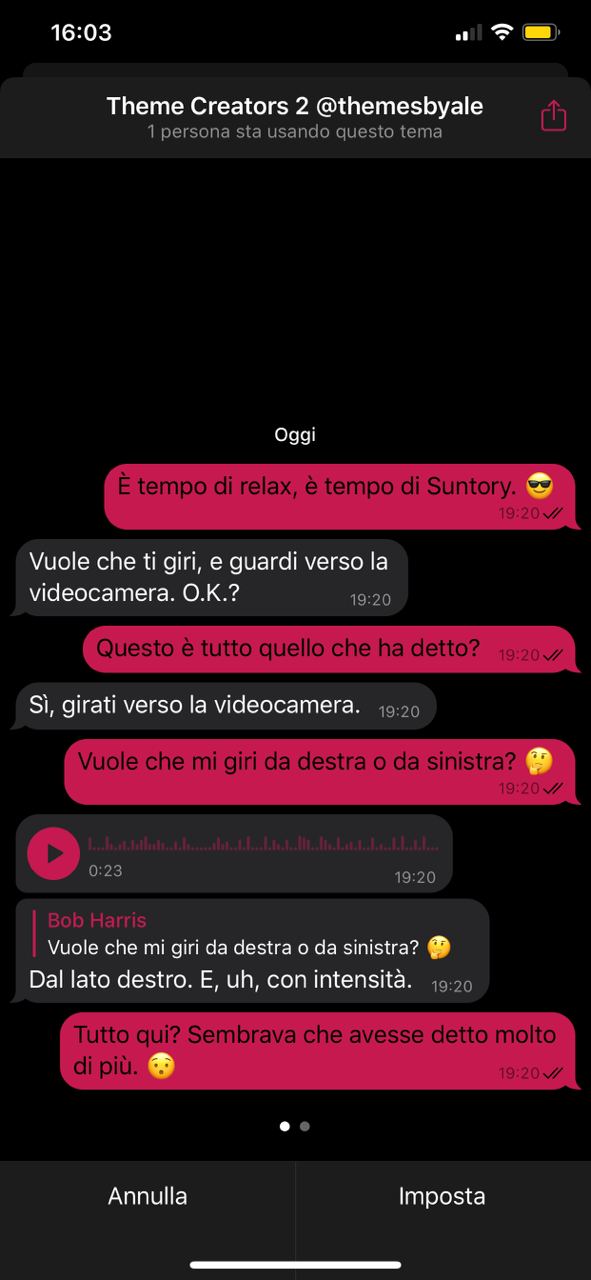 16:03
Theme Creators 2 @themesbyale
1 persona sta usando questo tema
Oggi
È tempo di relax, è tempo di Suntory. 😎
19:20
Vuole che ti giri, e guardi verso la
videocamera. O.K.?
19:20
Questo è tutto quello che ha detto? 19:20
Sì, girati verso la videocamera. 19:20
Vuole che mi giri da destra o da sinistra? 🤔
19:20
0:23
19:20
Bob Harris
Vuole che mi giri da destra o da sinistra? 🤔
Dal lato destro. E, uh, con intensità. 19:20
Tutto qui? Sembrava che avesse detto molto
di più. 😯
19:20
Annulla
Imposta